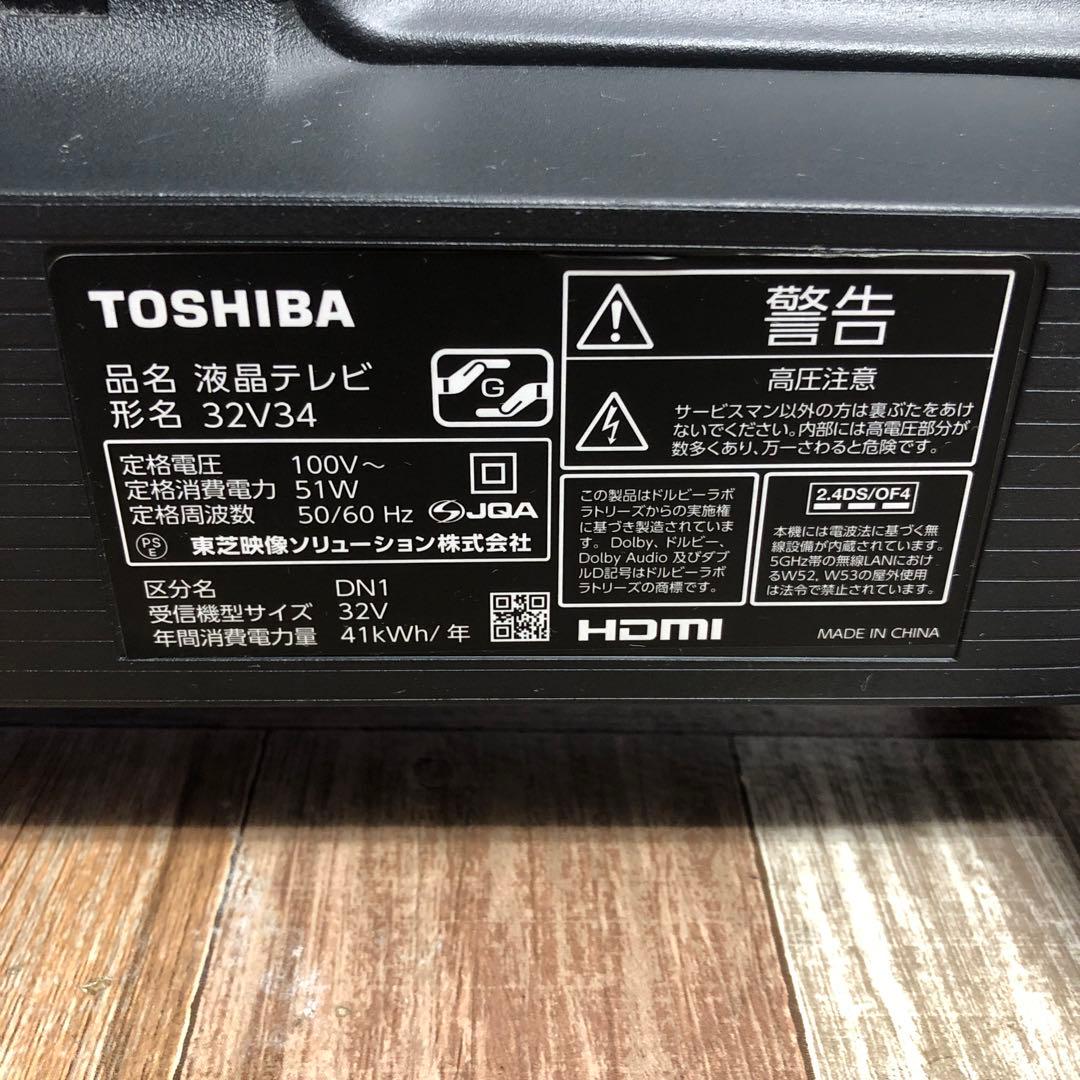 TOSHIBA
品名 液晶テレビ
形名 32V34
G
定格電圧 100V～
定格消費電力 51W
定格周波数 50/60 Hz
JQA
PS
E
東芝映像ソリューション株式会社
区分名 DN1
受信機型サイズ 32V
年間消費電力量 41kWh/年
警告
高圧注意
サービスマン以外の方は裏ぶたをあけ
ないでください。内部には高電圧部分が
数多くあり、万一さわると危険です。
この製品はドルビーラボ
ラトリーズからの実施権
に基づき製造されていま
す。Dolby、ドルビー、
Dolby Audio 及びダブ
ルD記号はドルビーラボ
ラトリーズの商標です。
2.4DS/OF4
本機には電波法に基づく無
線設備が内蔵されています。
5GHz帯の無線LANにおけ
るW52, W53の屋外使用
は法令で禁止されています。
HDMI
MADE IN CHINA